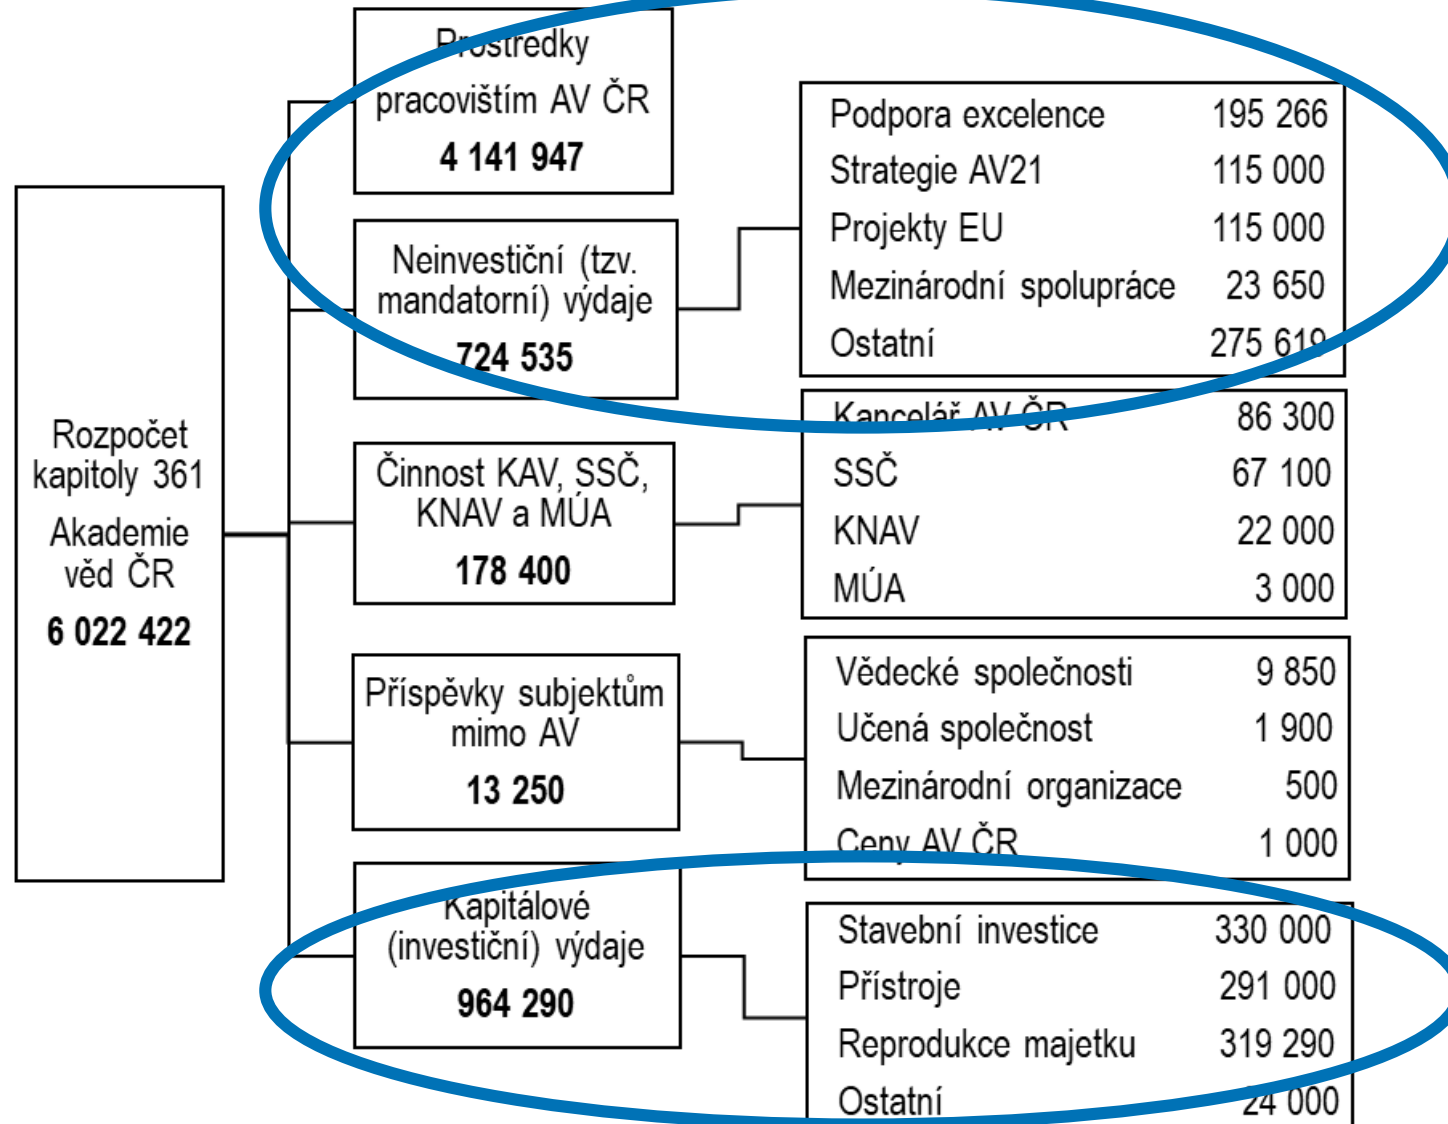 Rozpočet
kapitoly 361
Akademie
věd ČR
6 022 422
Prostředky
pracovištím AV ČR
4 141 947
Neinvestiční (tzv.
mandatorní) výdaje
724 535
Podpora excelence 195 266
Strategie AV21 115 000
Projekty EU 115 000
Mezinárodní spolupráce 23 650
Ostatní 275 619
Činnost KAV, SSČ,
KNAV a MÚA
178 400
Kancelář AV ČR 86 300
SSČ 67 100
KNAV 22 000
MÚA 3 000
Příspěvky subjektům
mimo AV
13 250
Vědecké společnosti 9 850
Učená společnost 1 900
Mezinárodní organizace 500
Ceny AV ČR 1 000
Kapitálové
(investiční) výdaje
964 290
Stavební investice 330 000
Přístroje 291 000
Reprodukce majetku 319 290
Ostatní 24 000